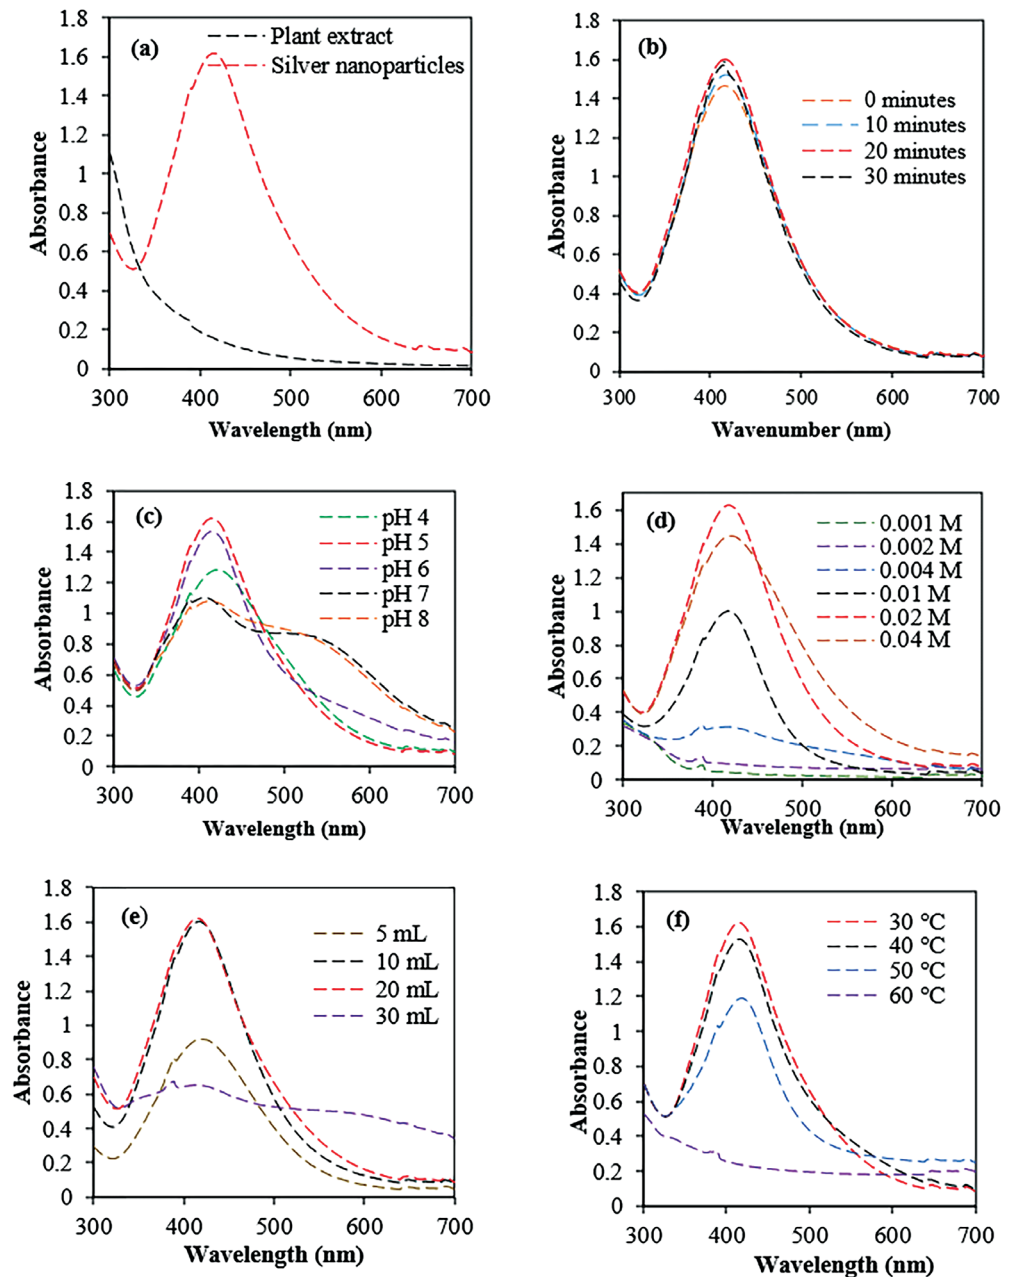 (a)
Plant extract
Silver nanoparticles
1.8
1.6
1.4
1.2
1
0.8
0.6
0.4
0.2
0
Absorbance
300 400 500 600 700
Wavelength (nm)
(b)
0 minutes
10 minutes
20 minutes
30 minutes
1.8
1.6
1.4
1.2
1
0.8
0.6
0.4
0.2
0
Absorbance
300 400 500 600 700
Wavenumber (nm)
(c)
pH 4
pH 5
pH 6
pH 7
pH 8
1.8
1.6
1.4
1.2
1
0.8
0.6
0.4
0.2
0
Absorbance
300 400 500 600 700
Wavelength (nm)
(d)
0.001 M
0.002 M
0.004 M
0.01 M
0.02 M
0.04 M
1.6
1.4
1.2
1
0.8
0.6
0.4
0.2
0
Absorbance
300 400 500 600 700
Wavelength (nm)
(e)
5 mL
10 mL
20 mL
30 mL
1.8
1.6
1.4
1.2
1
0.8
0.6
0.4
0.2
0
Absorbance
300 400 500 600 700
Wavelength (nm)
(f)
30 °C
40 °C
50 °C
60 °C
1.8
1.6
1.4
1.2
1
0.8
0.6
0.4
0.2
0
Absorbance
300 400 500 600 700
Wavelength (nm)